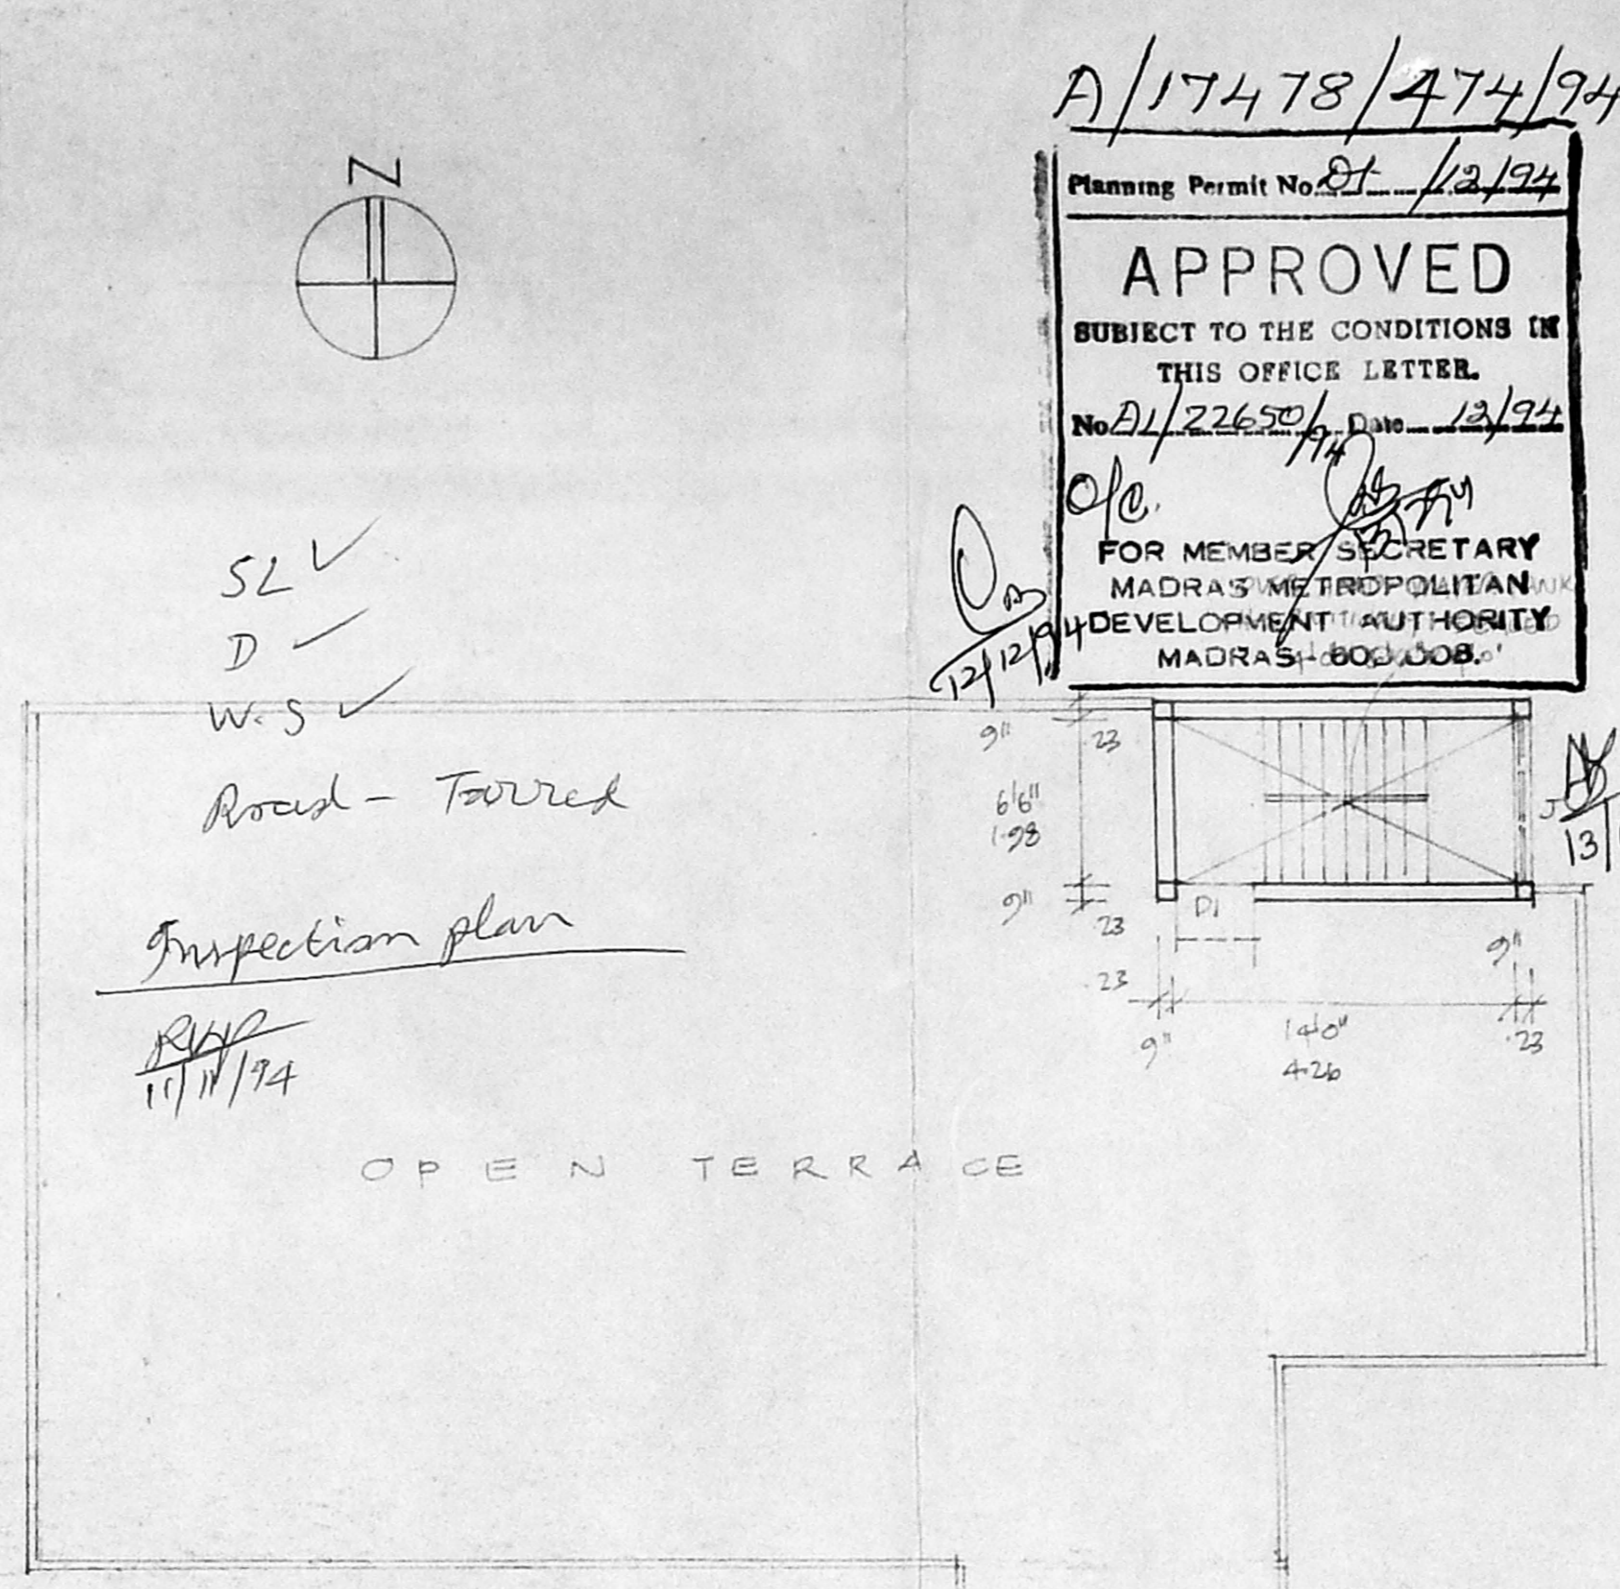 A/17478/474/94
N
Planning Permit No. /12/94
APPROVED
SUBJECT TO THE CONDITIONS IN
THIS OFFICE LETTER.
No A1/22650/94 Date 12/94
O/C.
FOR MEMBER SECRETARY
MADRAS METROPOLITAN
DEVELOPMENT AUTHORITY
MADRAS - 600.008.
12/12/94
SL ✓
D ✓
W.S ✓
Road - Tarred
Inspection plan
11/11/94
9" 23
6'6"
1.98
9" 23
D1
23 9"
9" 14'0" .23
4.26
13/
OPEN TERRACE